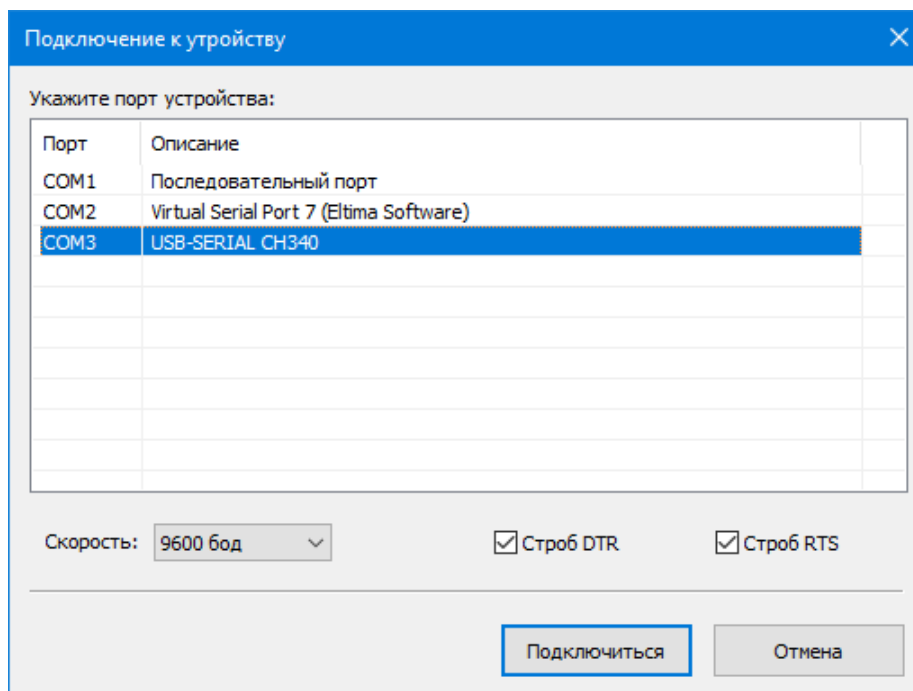 Подключение к утройству
Укажите порт устройства:
Порт Описание
COM1 Последовательный порт
COM2 Virtual Serial Port 7 (Eltima Software)
COM3 USB-SERIAL CH340
Скорость: 9600 бод Строб DTR Строб RTS
Подключиться Отмена